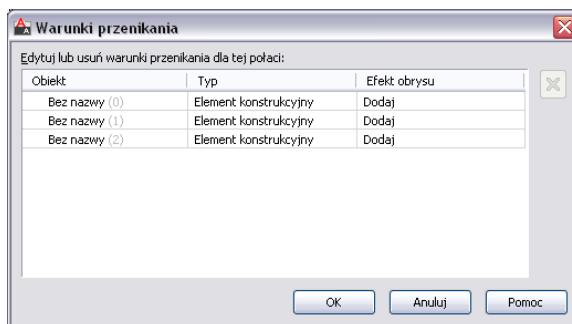 Warunki przenikania
Edytuj lub usuń warunki przenikania dla tej połaci:
Obiekt Typ Efekt obrysu
Bez nazwy (0) Element konstrukcyjny Dodaj
Bez nazwy (1) Element konstrukcyjny Dodaj
Bez nazwy (2) Element konstrukcyjny Dodaj
OK Anuluj Pomoc